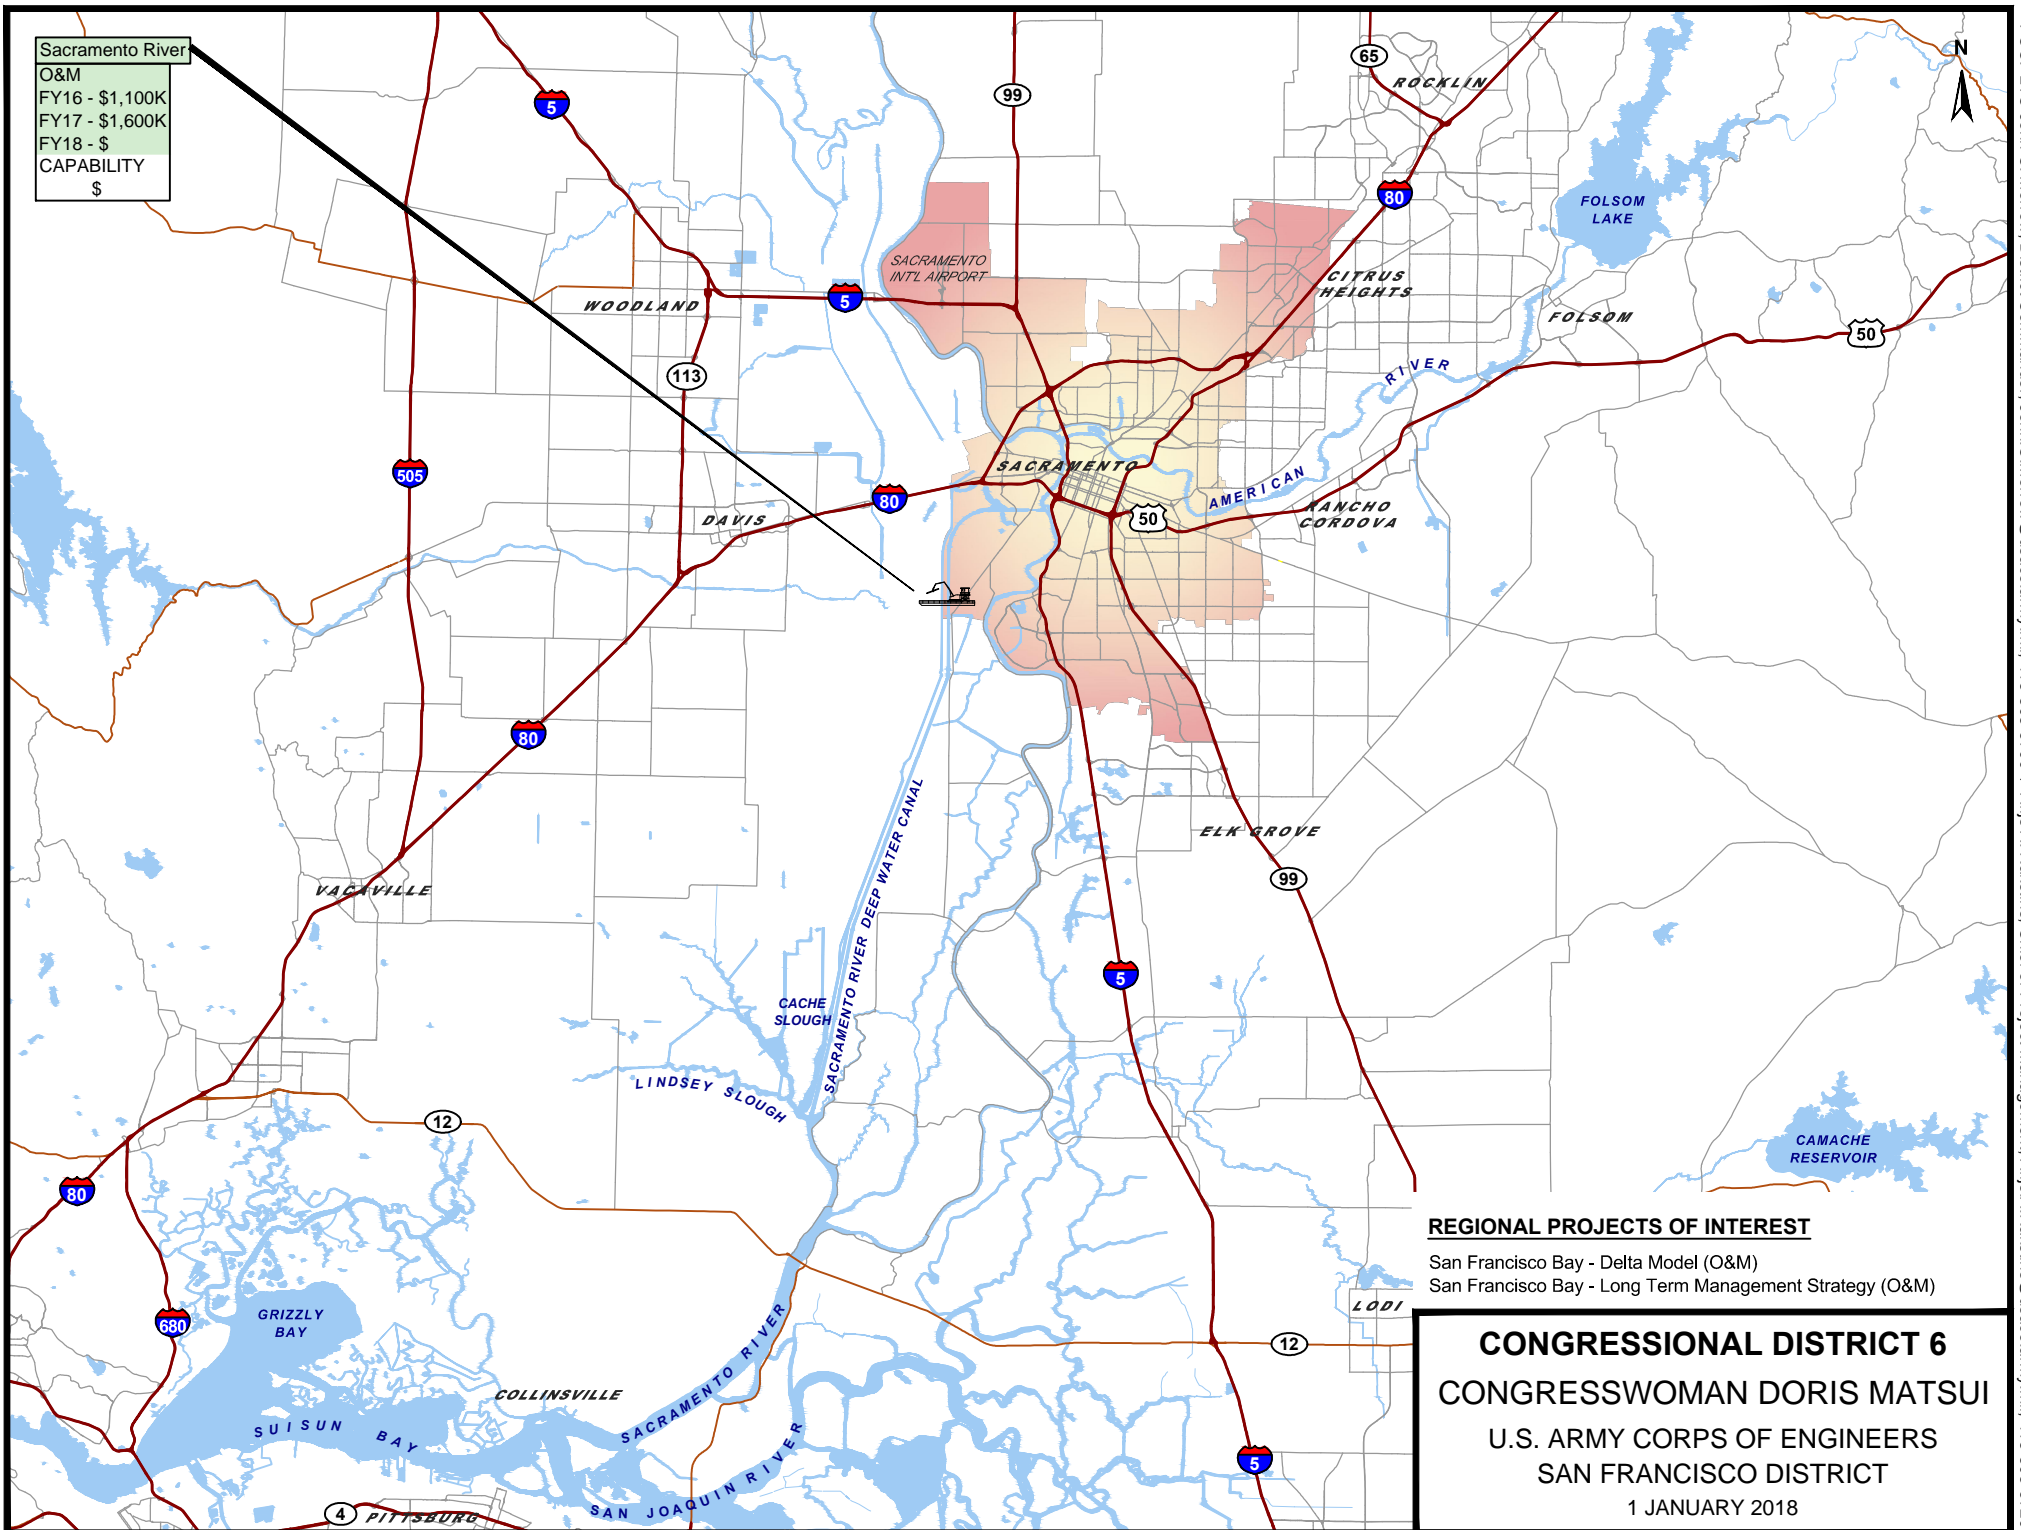 Sacramento River
O&M
FY16 - $1,100K
FY17 - $1,600K
FY18 - $
CAPABILITY
$
N
65
ROCKLIN
99
5
80
FOLSOM
LAKE
SACRAMENTO
INT'L AIRPORT
CITRUS
HEIGHTS
WOODLAND
5
FOLSOM
50
113
RIVER
505
SACRAMENTO
AMERICAN
80
DAVIS
50
RANCHO
CORDOVA
80
SACRAMENTO RIVER DEEP WATER CANAL
ELK GROVE
99
VACAVILLE
5
CACHE
SLOUGH
LINDSEY SLOUGH
12
CAMACHE
RESERVOIR
80
REGIONAL PROJECTS OF INTEREST
San Francisco Bay - Delta Model (O&M)
San Francisco Bay - Long Term Management Strategy (O&M)
GRIZZLY
BAY
680
LODI
12
SACRAMENTO RIVER
COLLINSVILLE
SUISUN BAY
SAN JOAQUIN RIVER
5
4
PITTSBURG
CONGRESSIONAL DISTRICT 6
CONGRESSWOMAN DORIS MATSUI
U.S. ARMY CORPS OF ENGINEERS
SAN FRANCISCO DISTRICT
1 JANUARY 2018